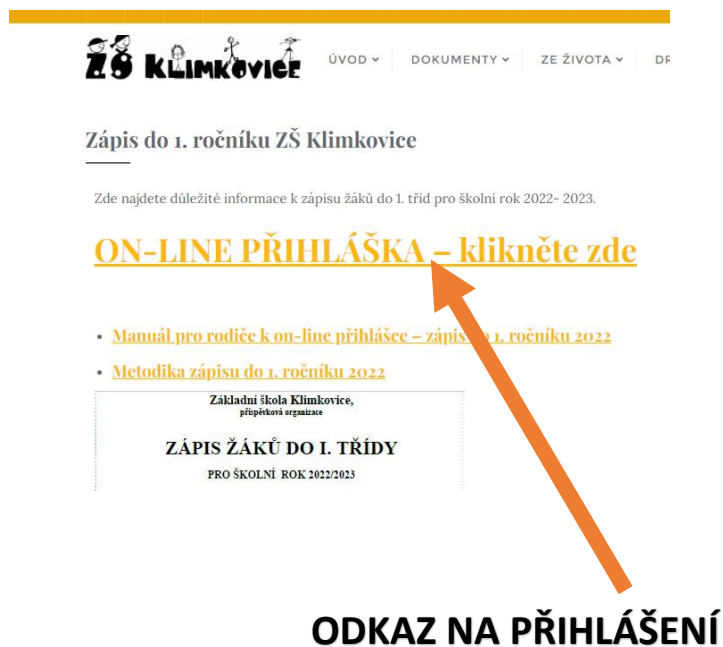 ZŠ KLIMKOVICE ÚVOD DOKUMENTY ZE ŽIVOTA
Zápis do 1. ročníku ZŠ Klimkovice
Zde najdete důležité informace k zápisu žáků do 1. tříd pro školní rok 2022- 2023.
ON-LINE PŘIHLÁŠKA – klikněte zde
• Manuál pro rodiče k on-line přihlášce – zápis do 1. ročníku 2022
• Metodika zápisu do 1. ročníku 2022
Základní škola Klimkovice,
příspěvková organizace
ZÁPIS ŽÁKŮ DO I. TŘÍDY
PRO ŠKOLNÍ ROK 2022/2023
ODKAZ NA PŘIHLÁŠENÍ